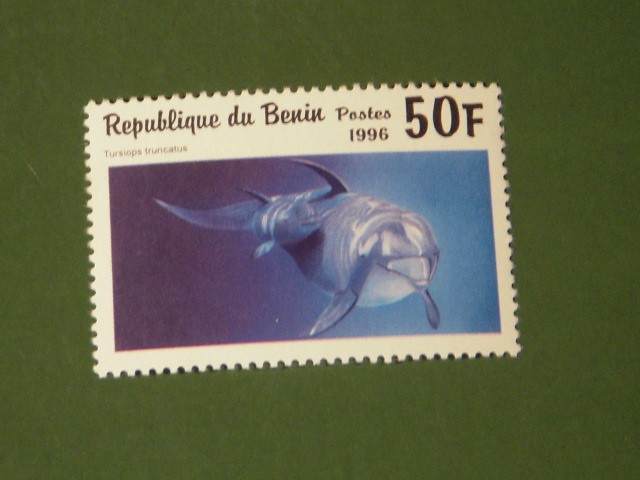 Republique du Benin Postes 50F
1996
Tursiops truncatus